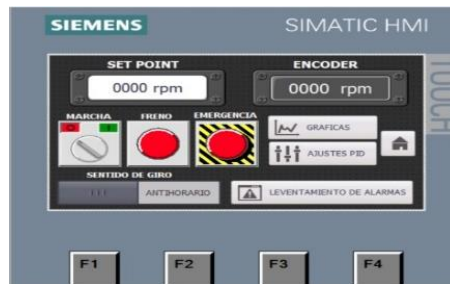 SIEMENS SIMATIC HMI
TOUCH
SET POINT ENCODER
0000 rpm 0000 rpm
MARCHA FRENO EMERGENCIA
0 I
GRAFICAS
AJUSTES PID
SENTIDO DE GIRO
ANTIHORARIO LEVENTAMIENTO DE ALARMAS
F1 F2 F3 F4